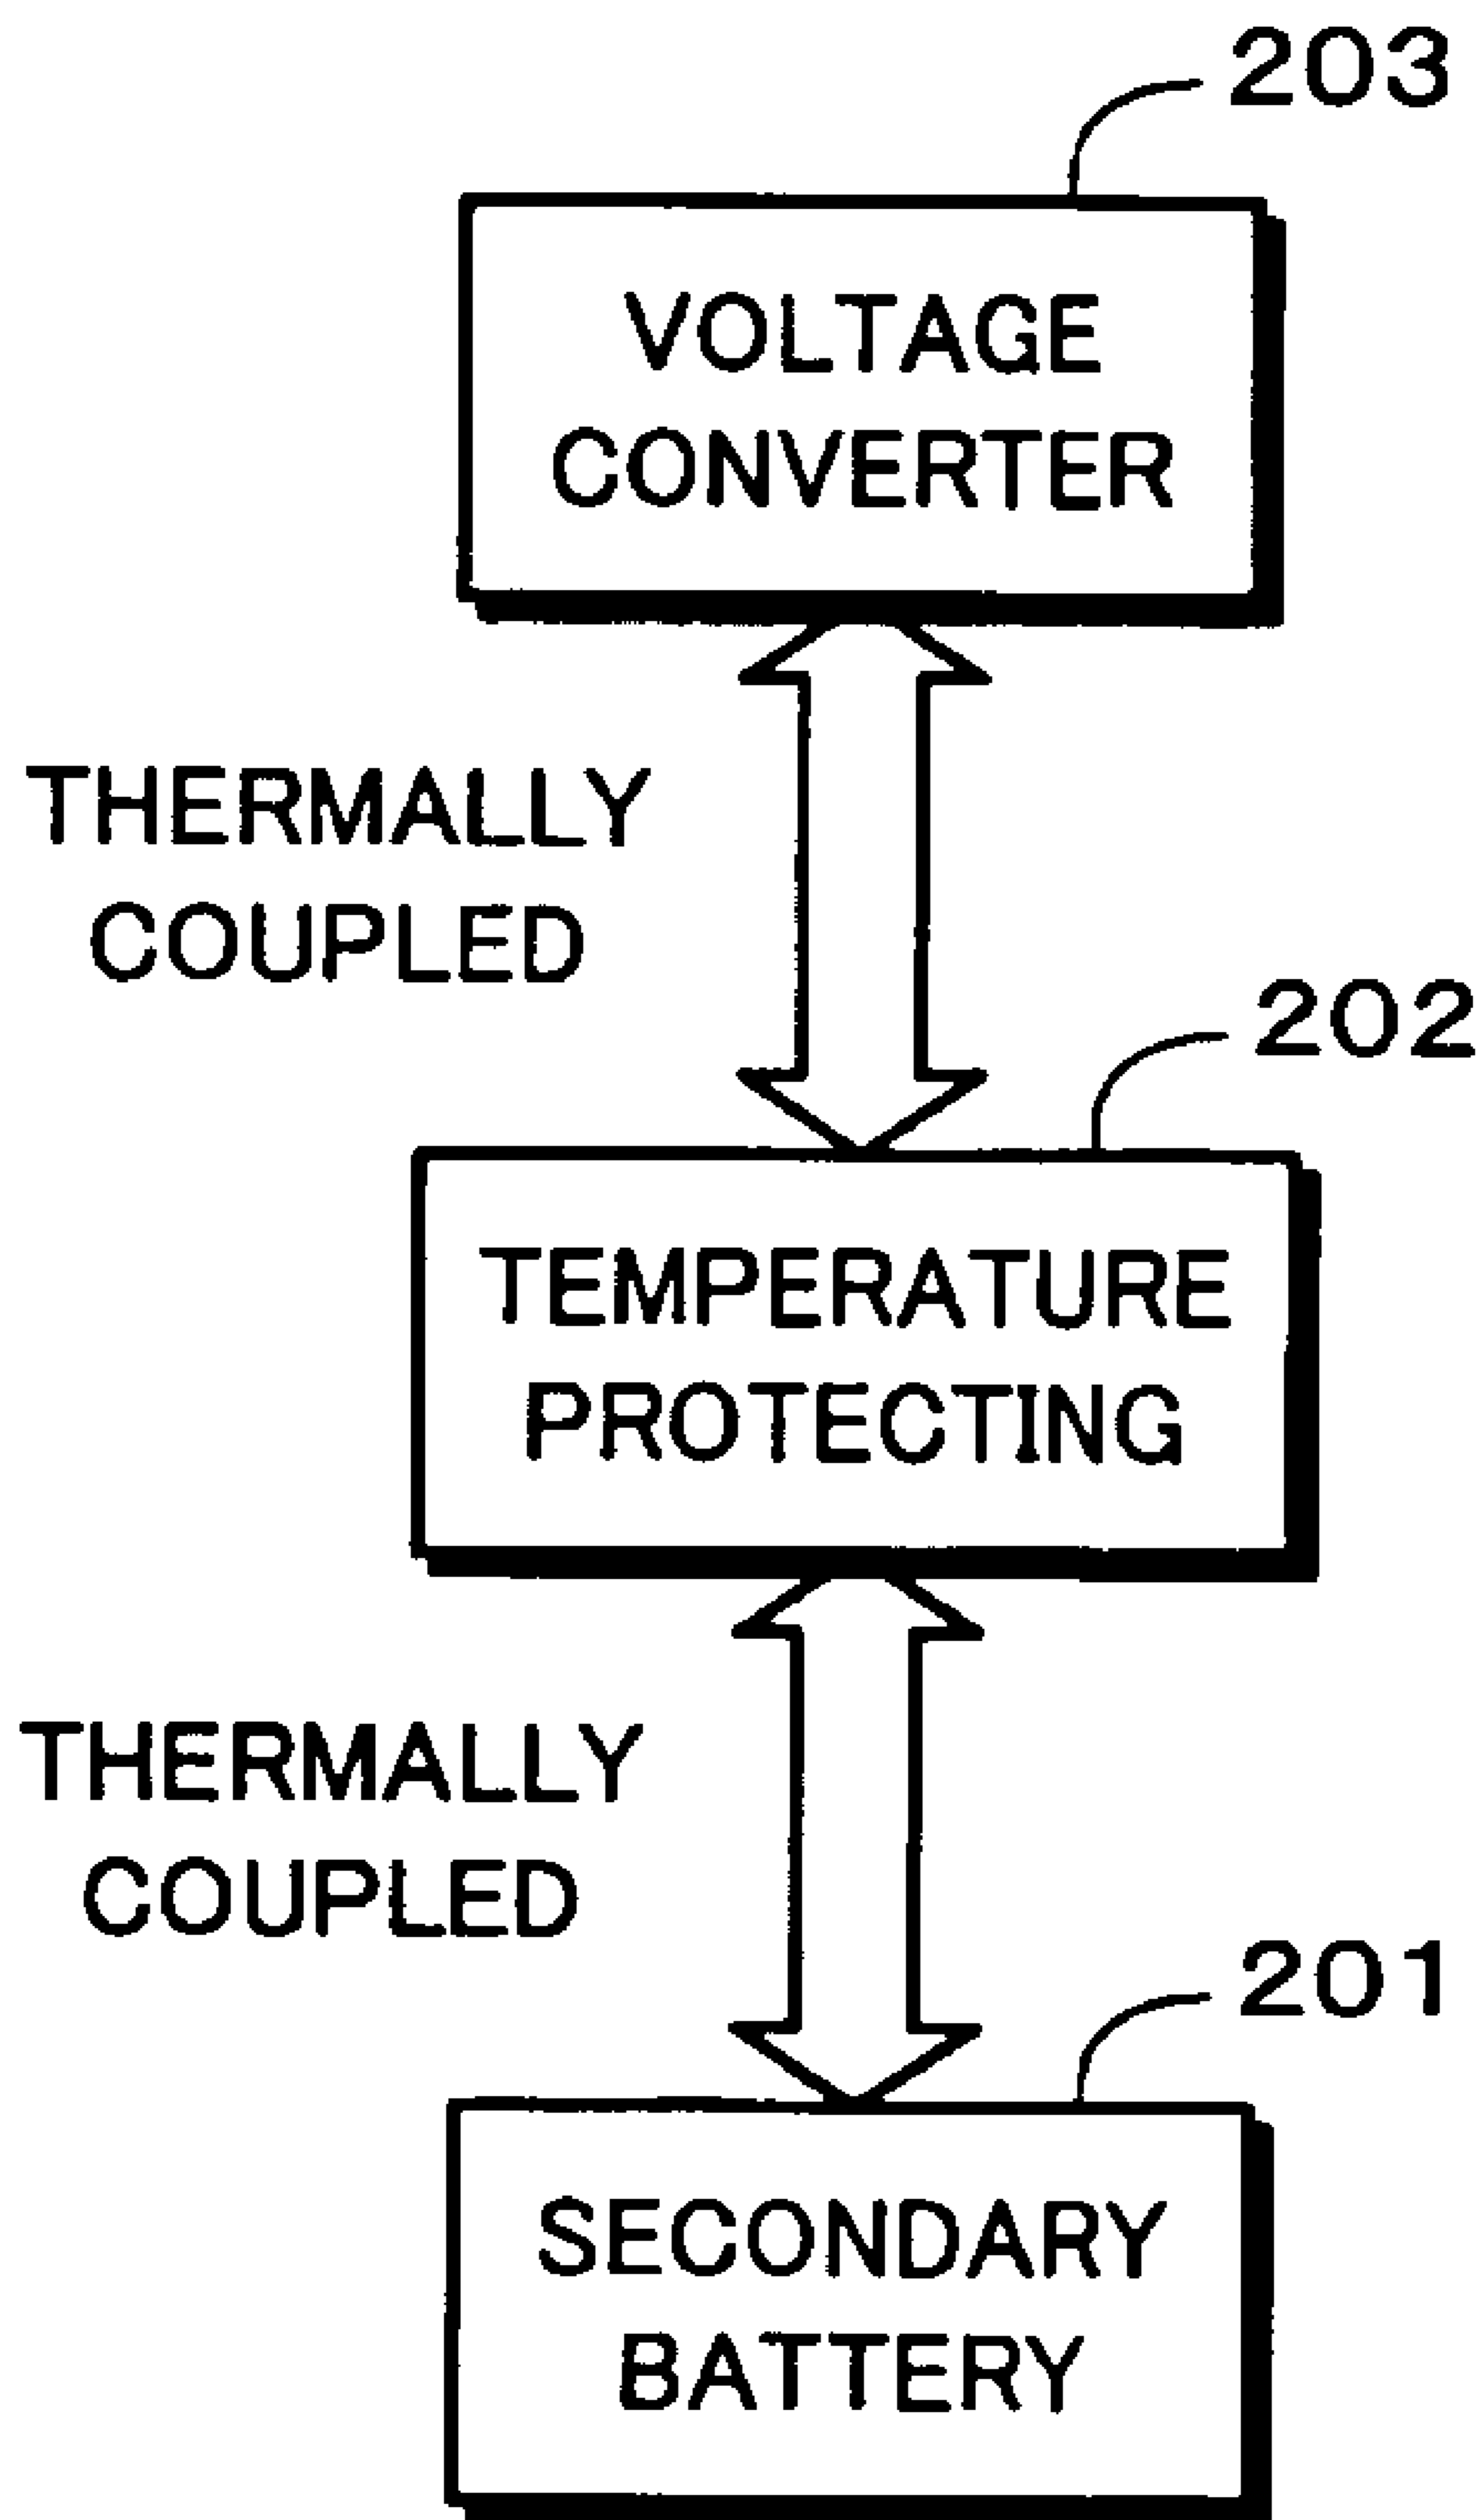 203
VOLTAGE
CONVERTER
THERMALLY
COUPLED
202
TEMPERATURE
PROTECTING
THERMALLY
COUPLED
201
SECONDARY
BATTERY